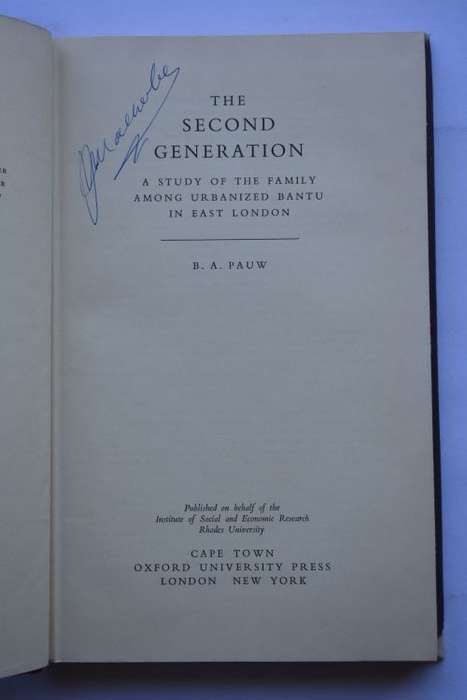 THE
SECOND
GENERATION
A STUDY OF THE FAMILY
AMONG URBANIZED BANTU
IN EAST LONDON
B. A. PAUW
Published on behalf of the
Institute of Social and Economic Research
Rhodes University
CAPE TOWN
OXFORD UNIVERSITY PRESS
LONDON NEW YORK